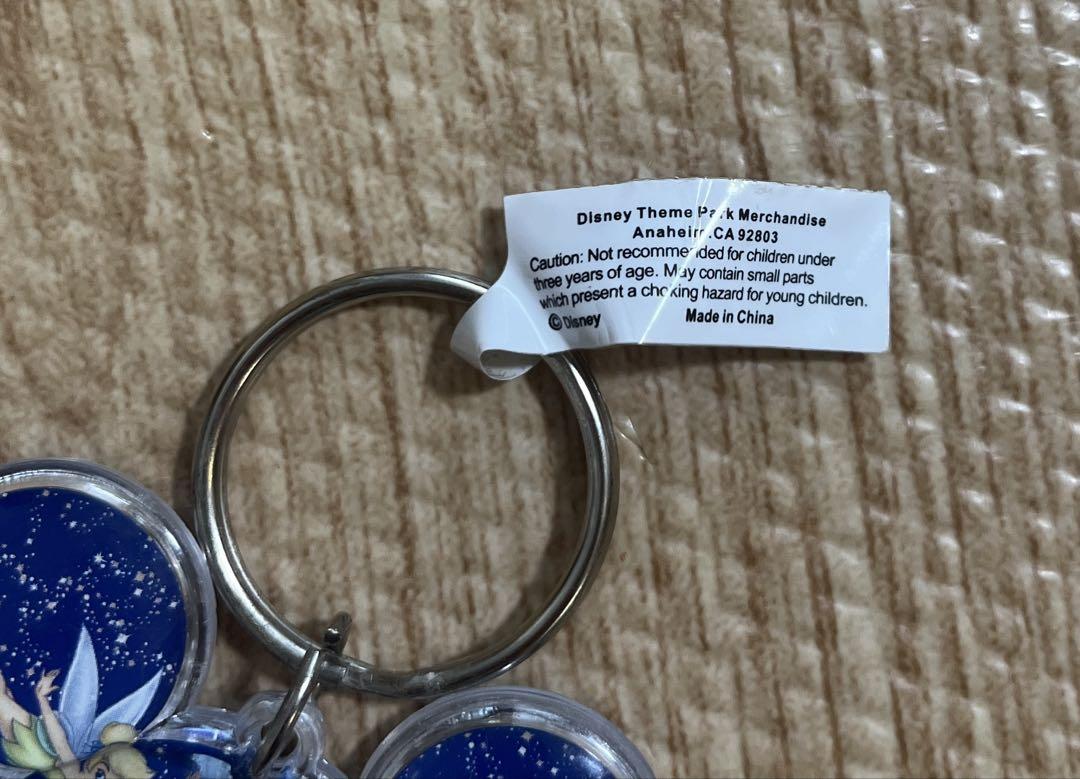 Disney Theme Park Merchandise
Anaheim.CA 92803
Caution: Not recommended for children under
three years of age. May contain small parts
which present a choking hazard for young children.
© Disney Made in China